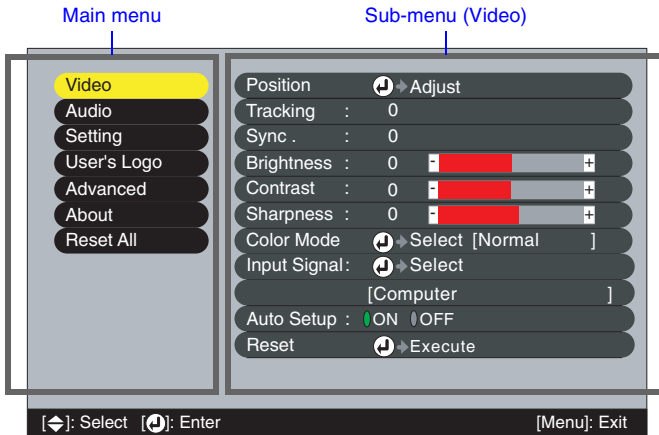 Main menu
Sub-menu (Video)
Video
Audio
Setting
User's Logo
Advanced
About
Reset All
Position Adjust
Tracking : 0
Sync . : 0
Brightness : 0 - +
Contrast : 0 - +
Sharpness : 0 - +
Color Mode Select [Normal ]
Input Signal: Select
[Computer ]
Auto Setup : ON OFF
Reset Execute
[ ]: Select [ ]: Enter [Menu]: Exit